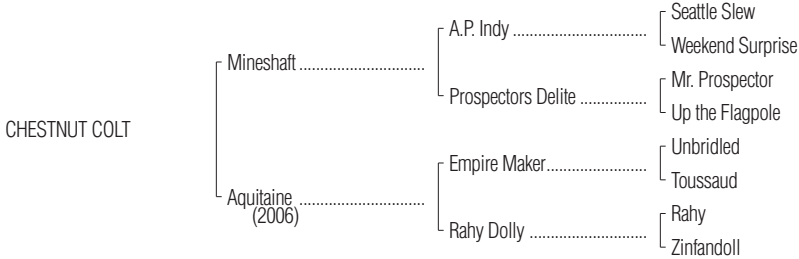 Seattle Slew
A.P. Indy ................................
Weekend Surprise
Mineshaft ..............................
Mr. Prospector
Prospectors Delite ................
Up the Flagpole
CHESTNUT COLT
Unbridled
Empire Maker........................
Toussaud
Aquitaine ..............................
(2006)
Rahy
Rahy Dolly ............................
Zinfandoll